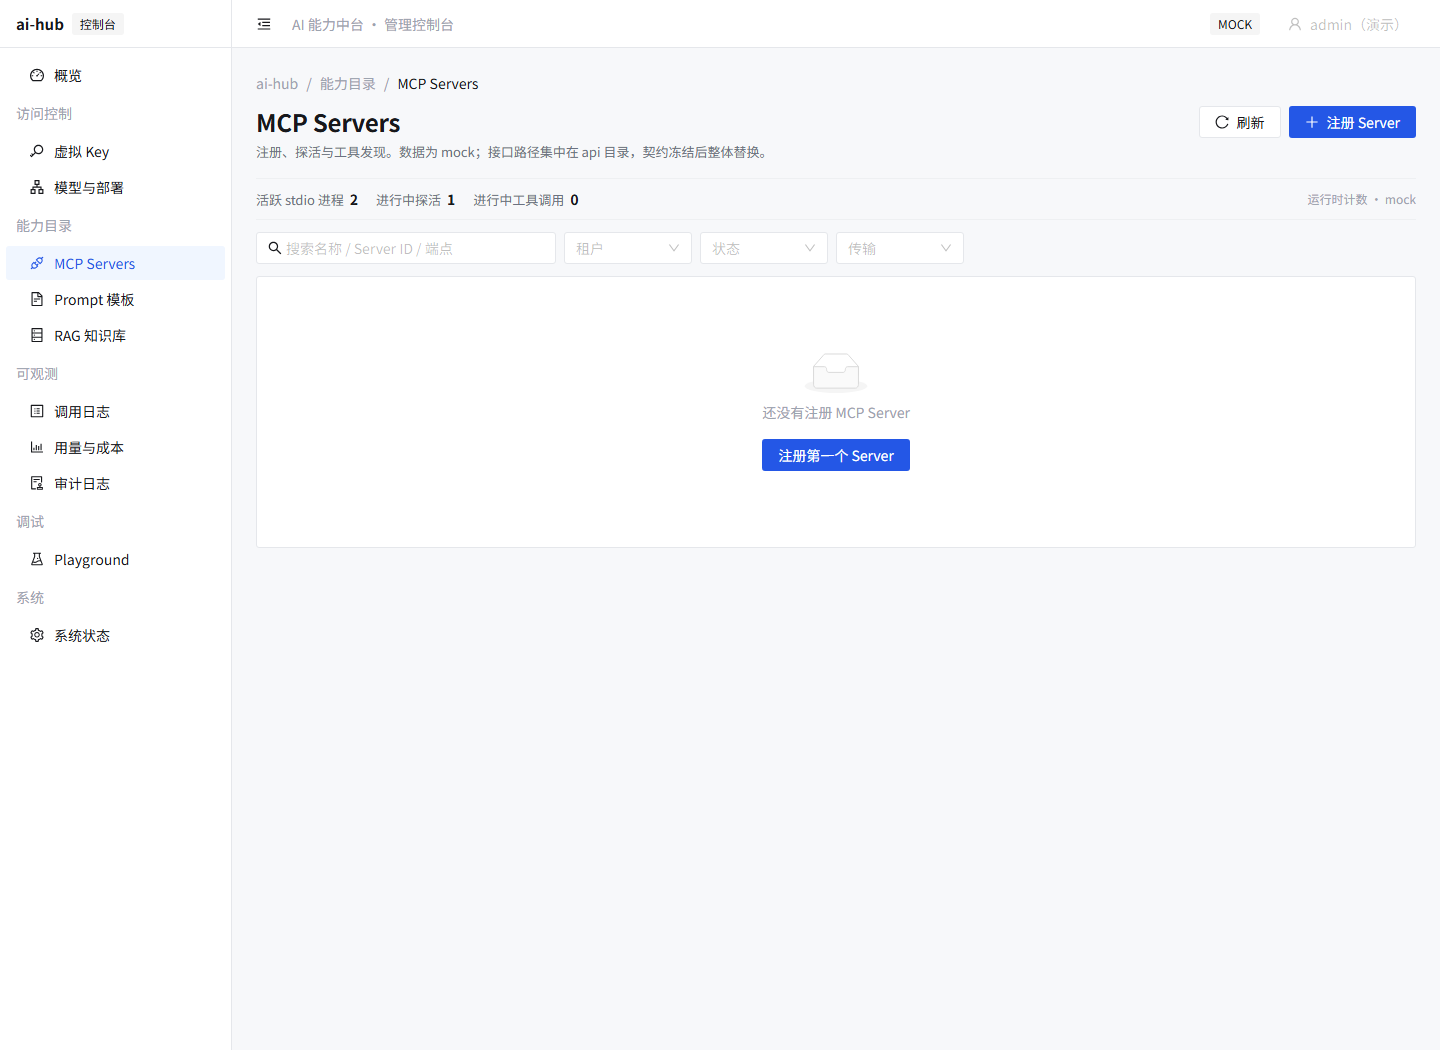 ai-hub 控制台
AI 能力中台 · 管理控制台
MOCK
admin（演示）
概览
访问控制
虚拟 Key
模型与部署
能力目录
MCP Servers
Prompt 模板
RAG 知识库
可观测
调用日志
用量与成本
审计日志
调试
Playground
系统
系统状态
ai-hub / 能力目录 / MCP Servers
MCP Servers
刷新
注册 Server
注册、探活与工具发现。数据为 mock；接口路径集中在 api 目录，契约冻结后整体替换。
活跃 stdio 进程 2 进行中探活 1 进行中工具调用 0
运行时计数 · mock
搜索名称 / Server ID / 端点
租户
状态
传输
还没有注册 MCP Server
注册第一个 Server